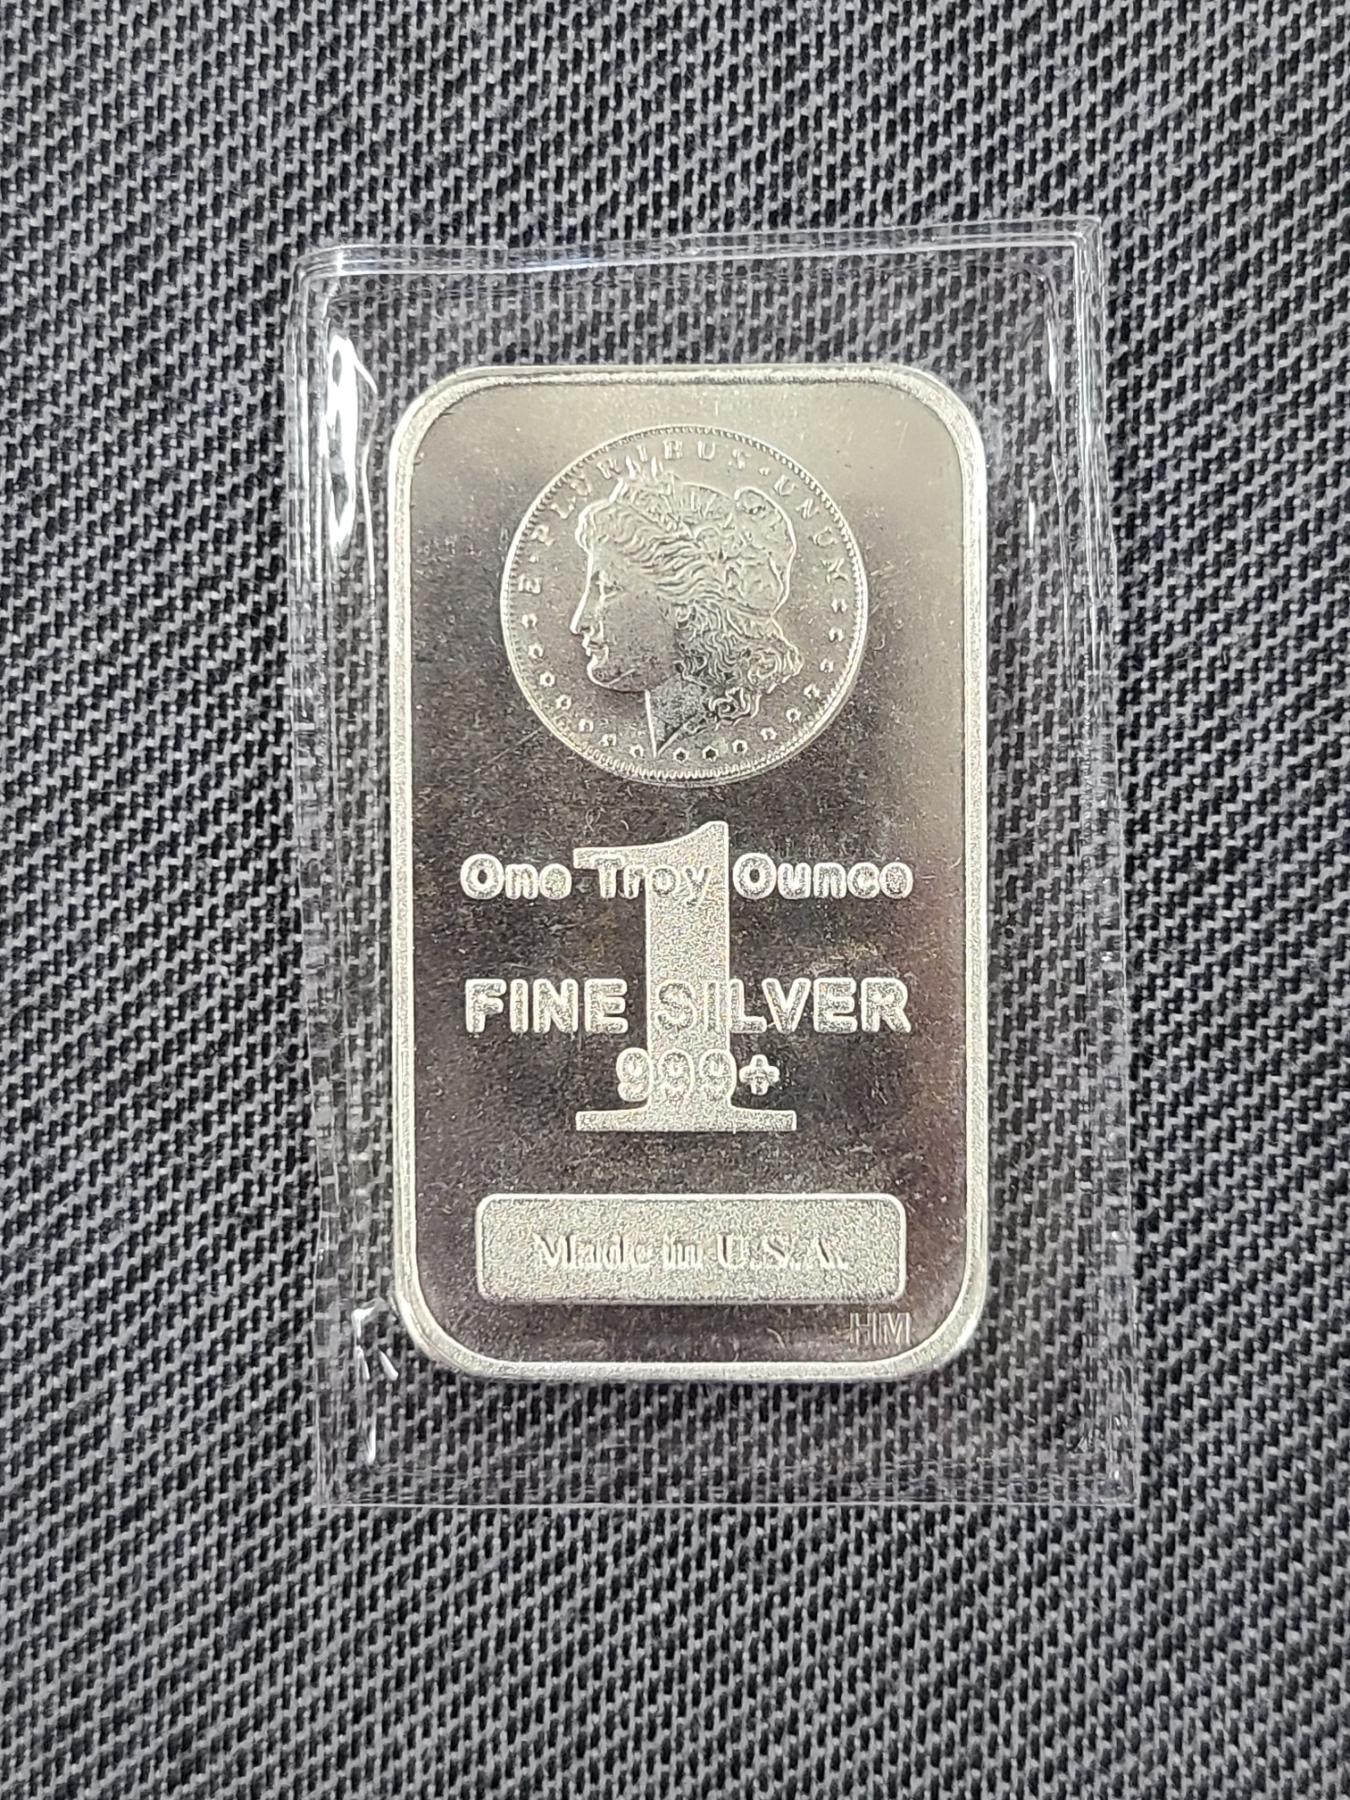 E · PLURIBUS · UNUM
One Troy Ounce
1
FINE SILVER
999+
Made in U.S.A.
HM